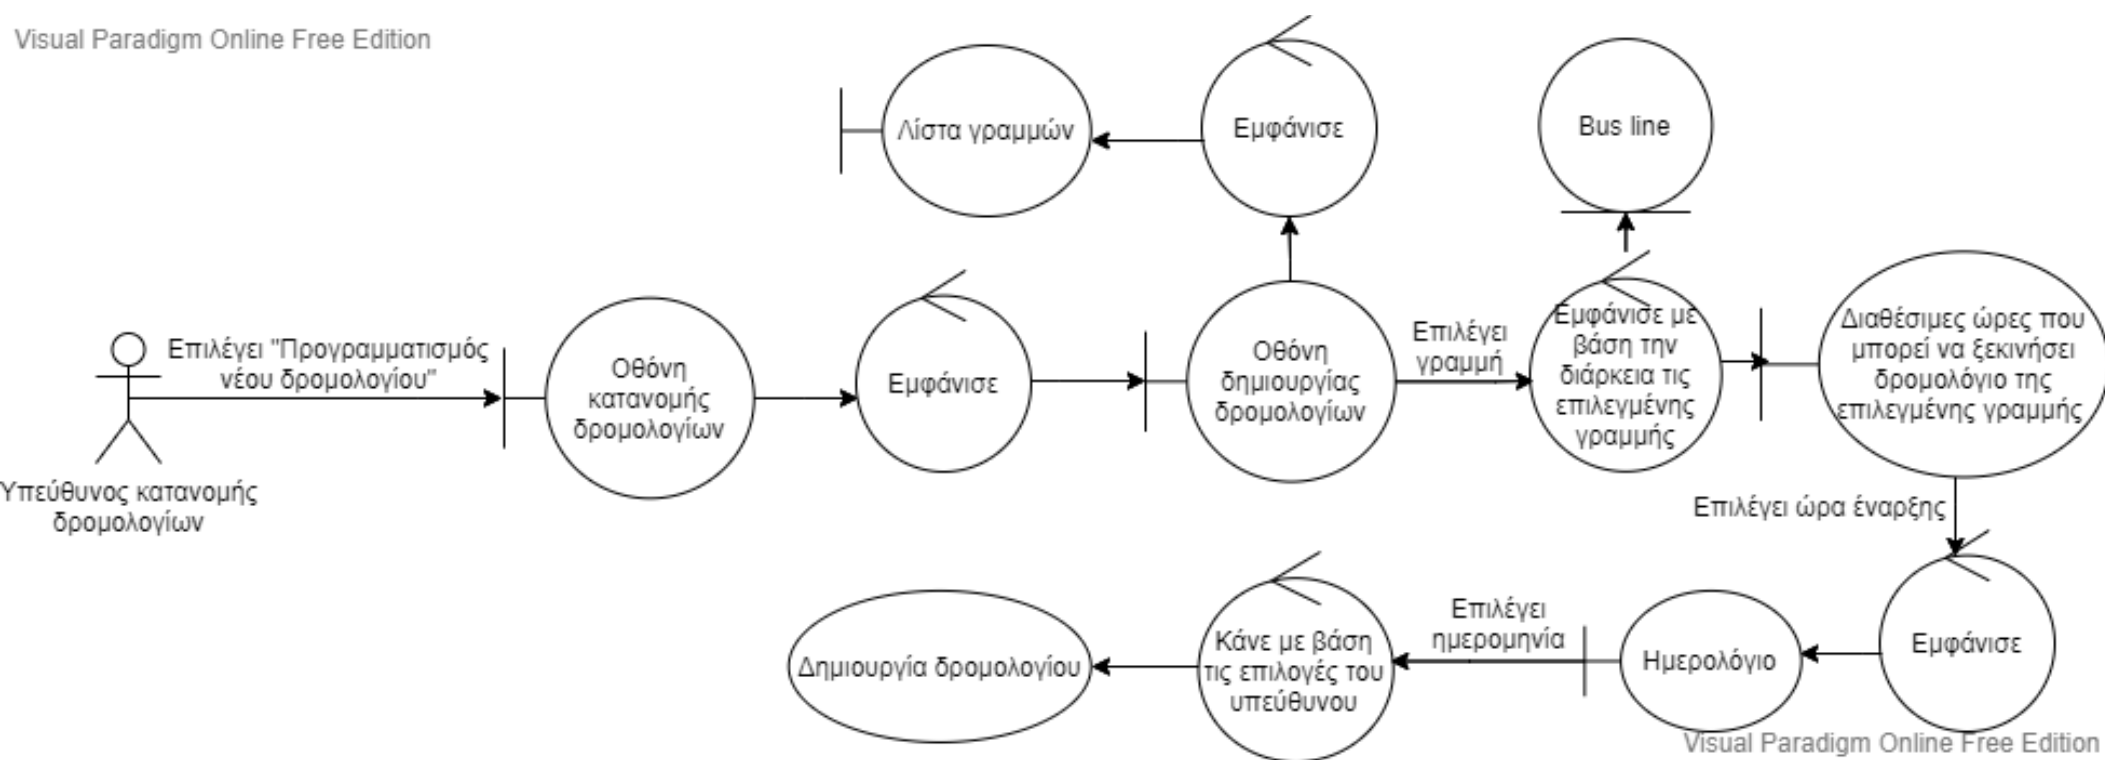 Visual Paradigm Online Free Edition
Λίστα γραμμών
Εμφάνισε
Bus line
Επιλέγει "Προγραμματισμός
νέου δρομολογίου"
Υπεύθυνος κατανομής
δρομολογίων
Οθόνη
κατανομής
δρομολογίων
Εμφάνισε
Οθόνη
δημιουργίας
δρομολογίων
Επιλέγει
γραμμή
Εμφάνισε με
βάση την
διάρκεια τις
επιλεγμένης
γραμμής
Διαθέσιμες ώρες που
μπορεί να ξεκινήσει
δρομολόγιο της
επιλεγμένης γραμμής
Επιλέγει ώρα έναρξης
Εμφάνισε
Ημερολόγιο
Επιλέγει
ημερομηνία
Κάνε με βάση
τις επιλογές του
υπεύθυνου
Δημιουργία δρομολογίου
Visual Paradigm Online Free Edition